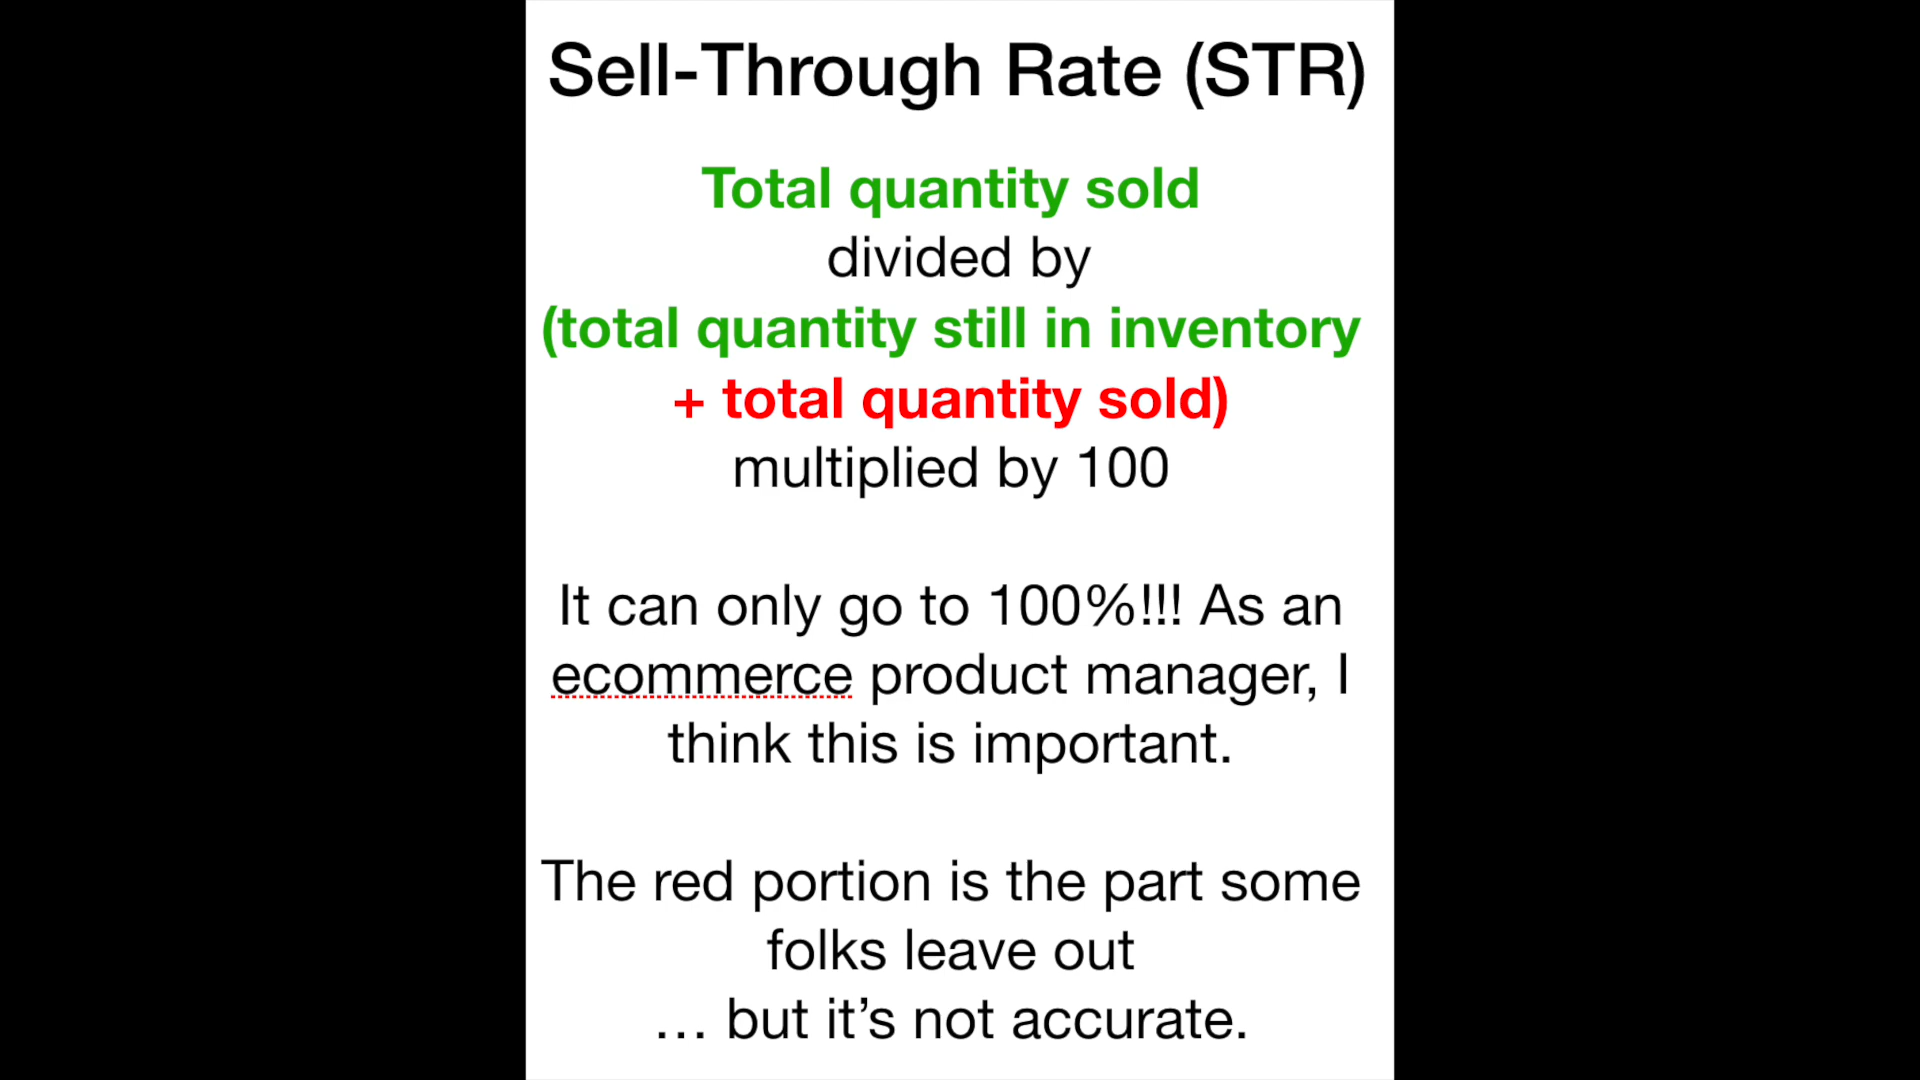 Sell-Through Rate (STR)
Total quantity sold
divided by
(total quantity still in inventory
+ total quantity sold)
multiplied by 100
It can only go to 100%!!! As an
ecommerce product manager, I
think this is important.
The red portion is the part some
folks leave out
… but it’s not accurate.